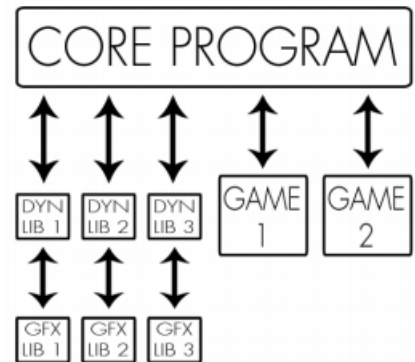 CORE PROGRAM
DYN
LIB 1
DYN
LIB 2
DYN
LIB 3
GAME
1
GAME
2
GFX
LIB 1
GFX
LIB 2
GFX
LIB 3